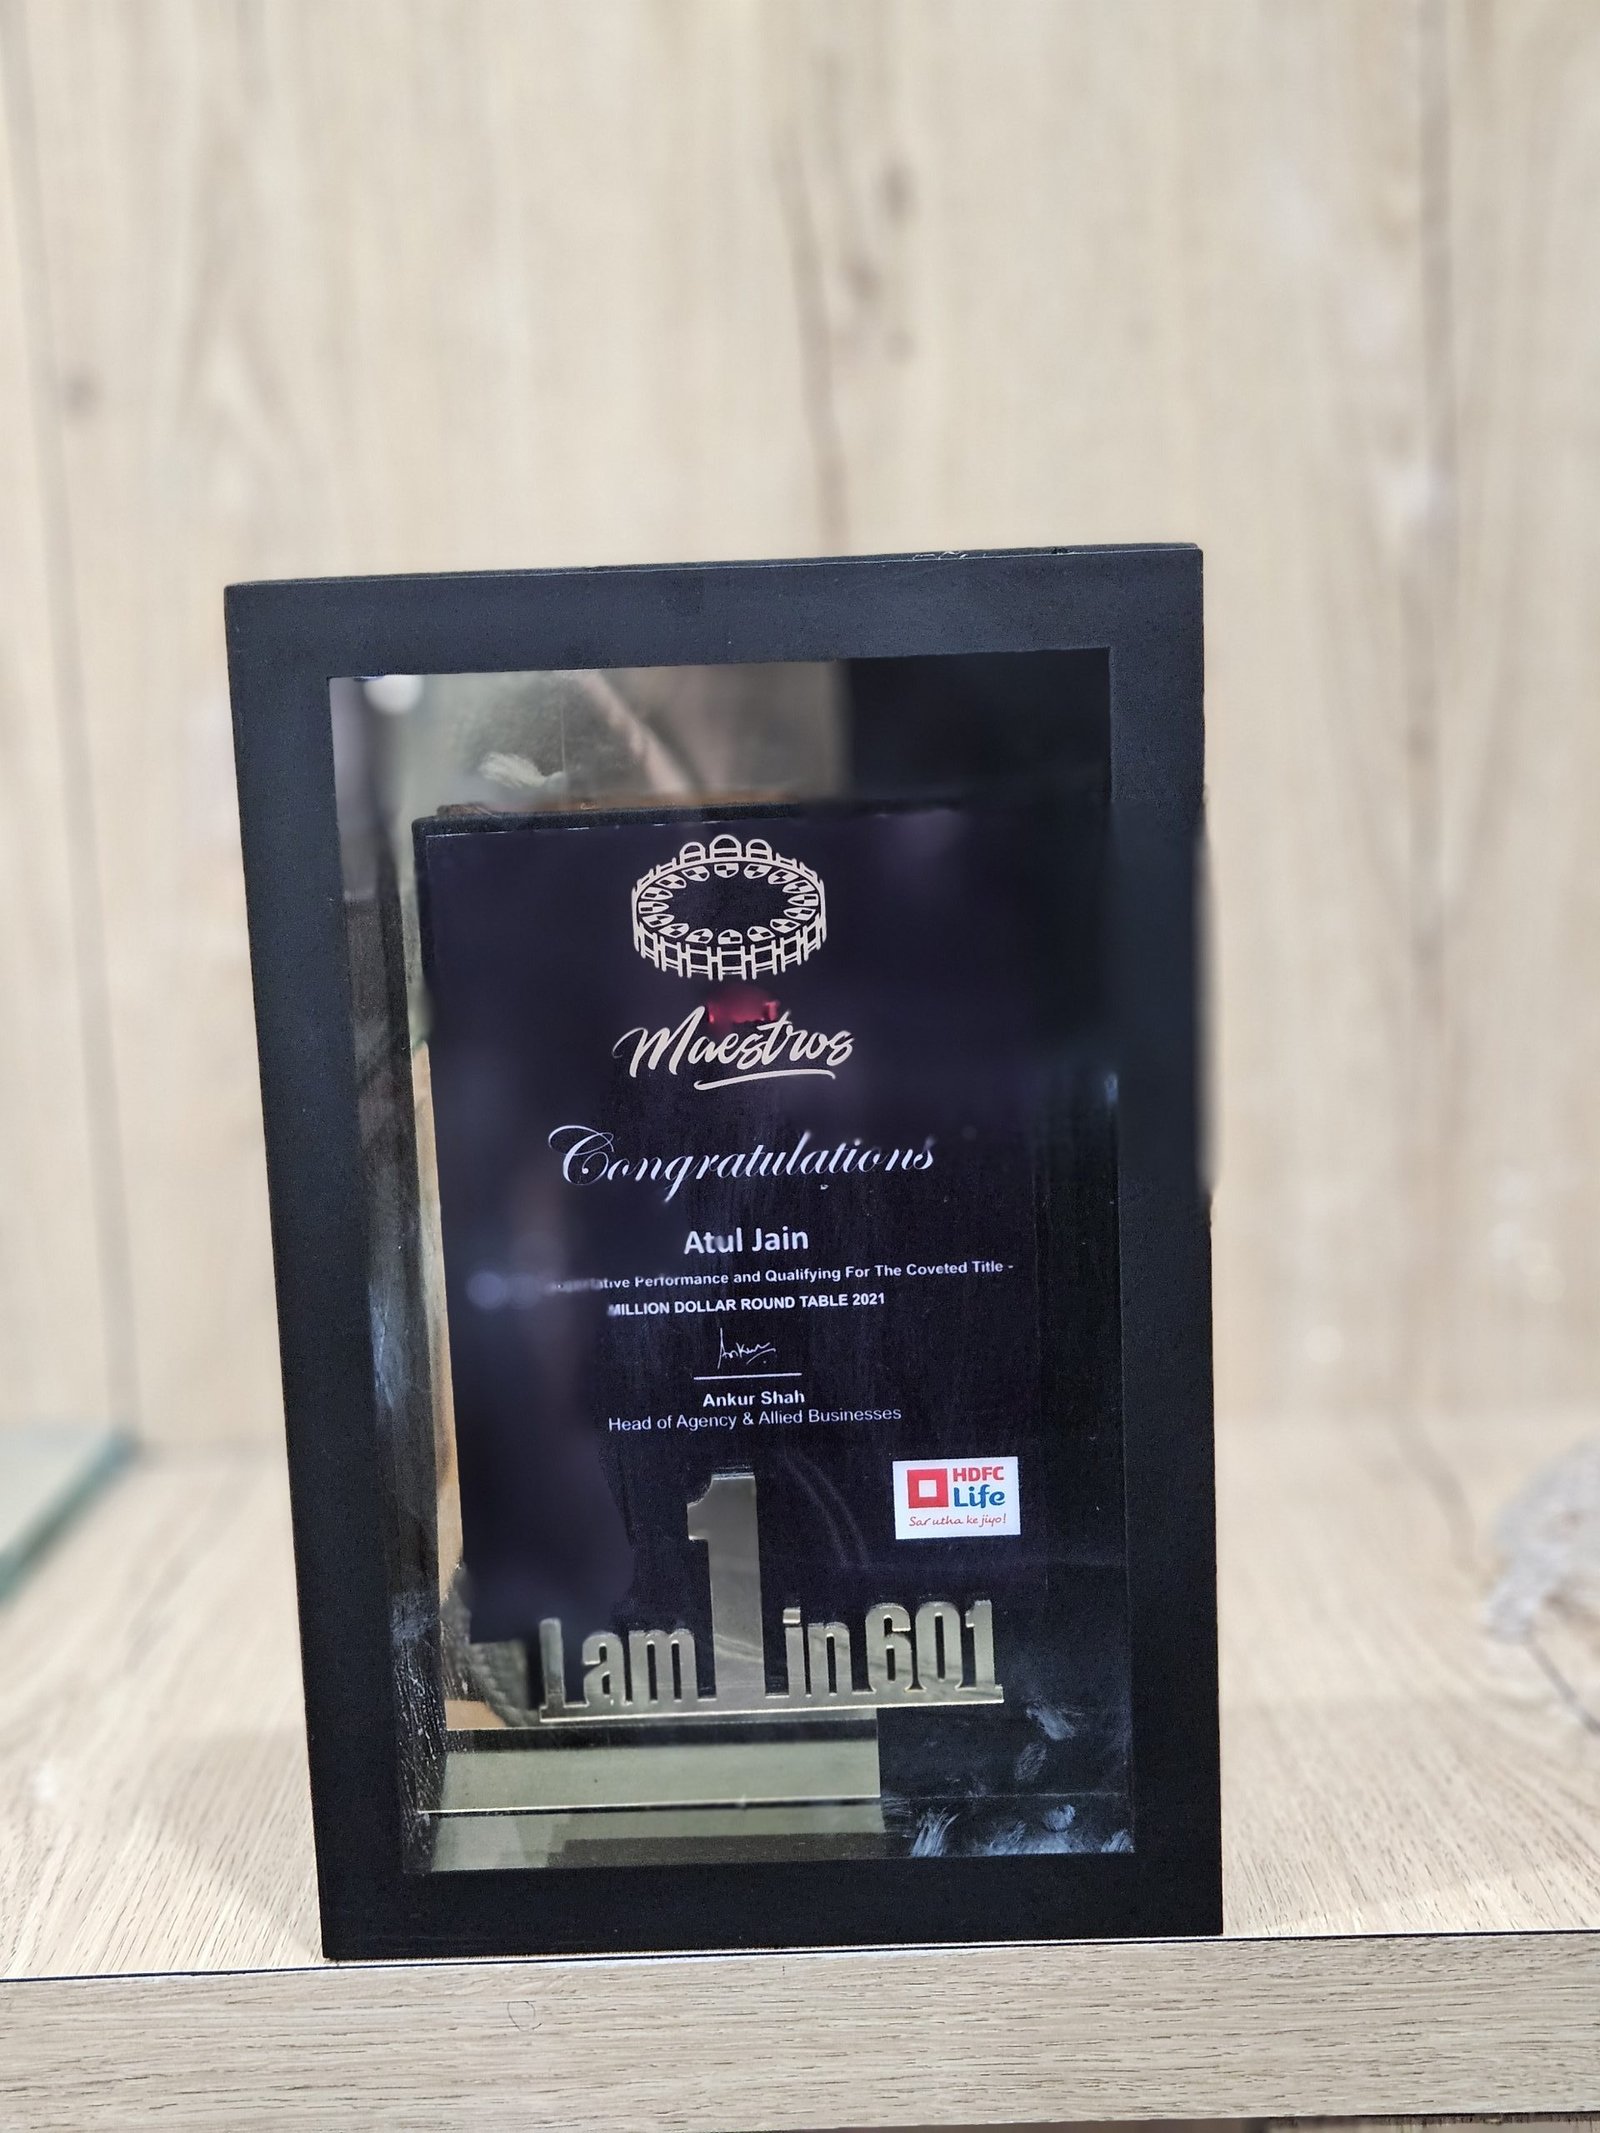 Maestros
Congratulations
Atul Jain
Performance and Qualifying For The Coveted Title -
MILLION DOLLAR ROUND TABLE 2021
Ankur
Ankur Shah
Head of Agency & Allied Businesses
HDFC
Life
Sar utha ke jiyo!
I am 1 in 601